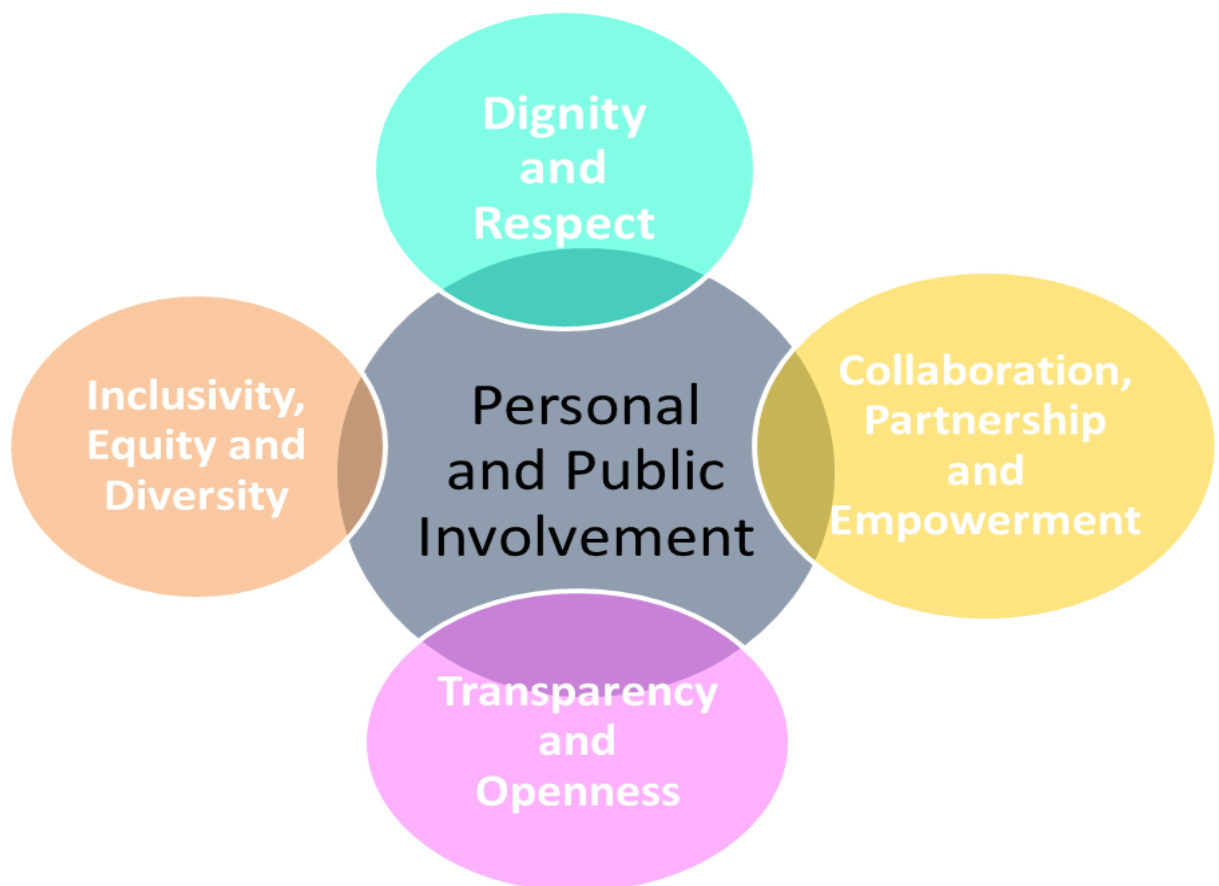 Dignity
and
Respect
Inclusivity,
Equity and
Diversity
Personal
and Public
Involvement
Collaboration,
Partnership
and
Empowerment
Transparency
and
Openness